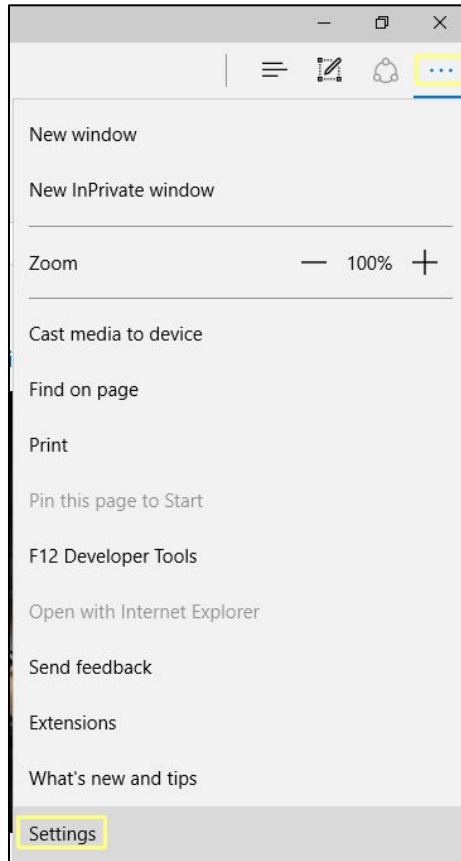 New window
New InPrivate window
Zoom — 100% +
Cast media to device
Find on page
Print
Pin this page to Start
F12 Developer Tools
Open with Internet Explorer
Send feedback
Extensions
What's new and tips
Settings